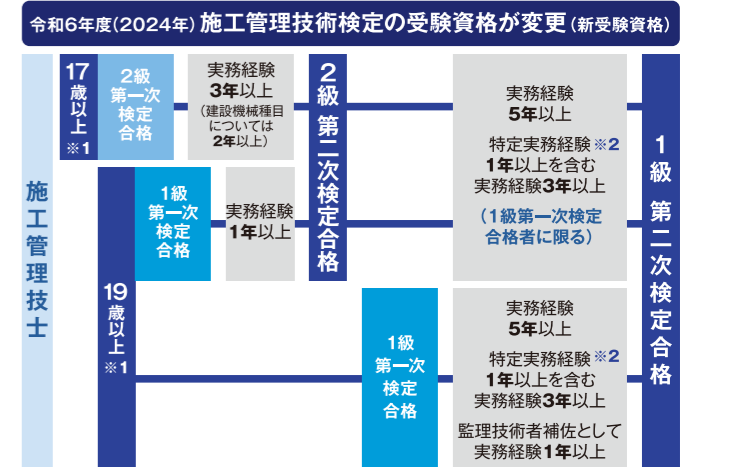 令和6年度(2024年) 施工管理技術検定の受験資格が変更(新受験資格)
施工管理技士
17歳以上
※1
2級
第一次
検定
合格
実務経験
3年以上
(建設機械種目
については
2年以上)
2級 第二次検定合格
実務経験
5年以上
特定実務経験※2
1年以上を含む
実務経験3年以上
(1級第一次検定
合格者に限る)
1級 第二次検定合格
19歳以上
※1
1級
第一次
検定
合格
実務経験
1年以上
1級
第一次
検定
合格
実務経験
5年以上
特定実務経験※2
1年以上を含む
実務経験3年以上
監理技術者補佐として
実務経験1年以上